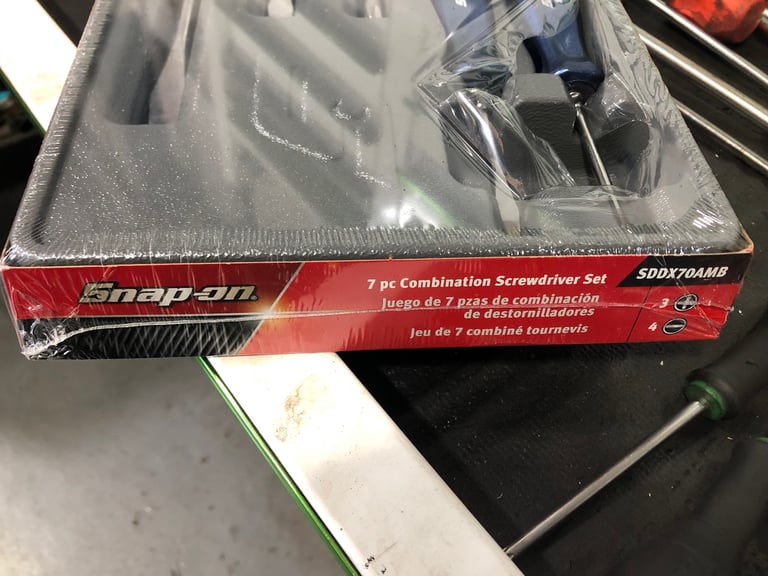 Snap-on
7 pc Combination Screwdriver Set
SDDX70AMB
Juego de 7 pzas de combinación
de destornilladores
Jeu de 7 combiné tournevis
3
4